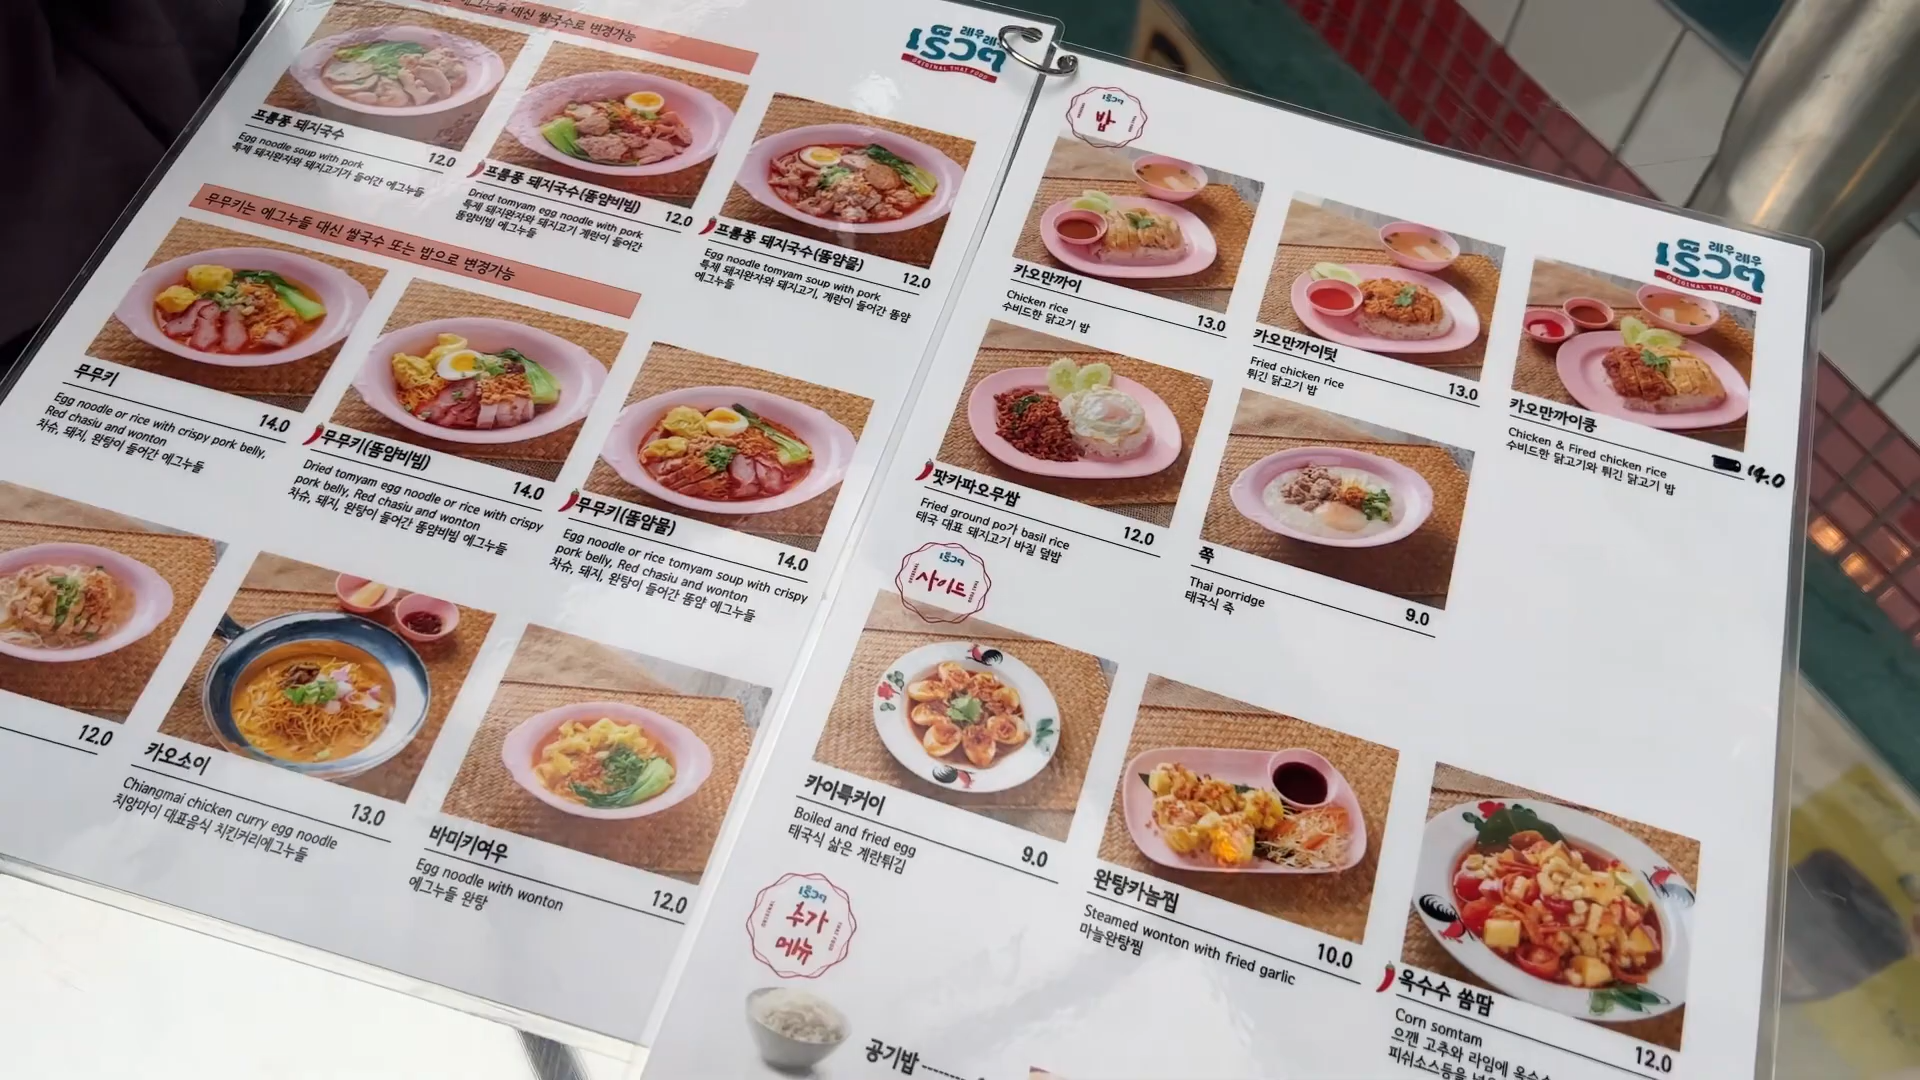 에그누들 대신 쌀국수로 변경가능
레우레우
ORIGINAL THAI FOOD
프롬퐁 돼지국수
12.0
Egg noodle soup with pork
특제 돼지완자와 돼지고기가 들어간 에그누들
프롬퐁 돼지국수(똠얌비빔)
12.0
Dried tomyam egg noodle with pork
특제 돼지완자와 돼지고기 계란이 들어간
똠얌비빔 에그누들
프롬퐁 돼지국수(똠얌물)
12.0
Egg noodle tomyam soup with pork
특제 돼지완자와 돼지고기, 계란이 들어간 똠얌
에그누들
무무키는 에그누들 대신 쌀국수 또는 밥으로 변경가능
무무키
14.0
Egg noodle or rice with crispy pork belly,
Red chasiu and wonton
차슈, 돼지, 완탕이 들어간 에그누들
무무키(똠얌비빔)
14.0
Dried tomyam egg noodle or rice with crispy
pork belly, Red chasiu and wonton
차슈, 돼지, 완탕이 들어간 똠얌비빔 에그누들
무무키(똠얌물)
14.0
Egg noodle or rice tomyam soup with crispy
pork belly, Red chasiu and wonton
차슈, 돼지, 완탕이 들어간 똠얌 에그누들
12.0
카오소이
13.0
Chiangmai chicken curry egg noodle
치앙마이 대표음식 치킨커리에그누들
바미키여우
12.0
Egg noodle with wonton
에그누들 완탕
밥
레우레우
ORIGINAL THAI FOOD
카오만까이
13.0
Chicken rice
수비드한 닭고기 밥
카오만까이텃
13.0
Fried chicken rice
튀긴 닭고기 밥
카오만까이쿵
14.0
Chicken & Fired chicken rice
수비드한 닭고기와 튀긴 닭고기 밥
팟카파오무쌉
12.0
Fried ground po가 basil rice
태국 대표 돼지고기 바질 덮밥
쪽
9.0
Thai porridge
태국식 죽
사이드
카이특커이
9.0
Boiled and fried egg
태국식 삶은 계란튀김
완탕카놈찝
10.0
Steamed wonton with fried garlic
마늘완탕찜
옥수수 쏨땀
12.0
Corn somtam
으깬 고추와 라임에
추가
메뉴
공기밥